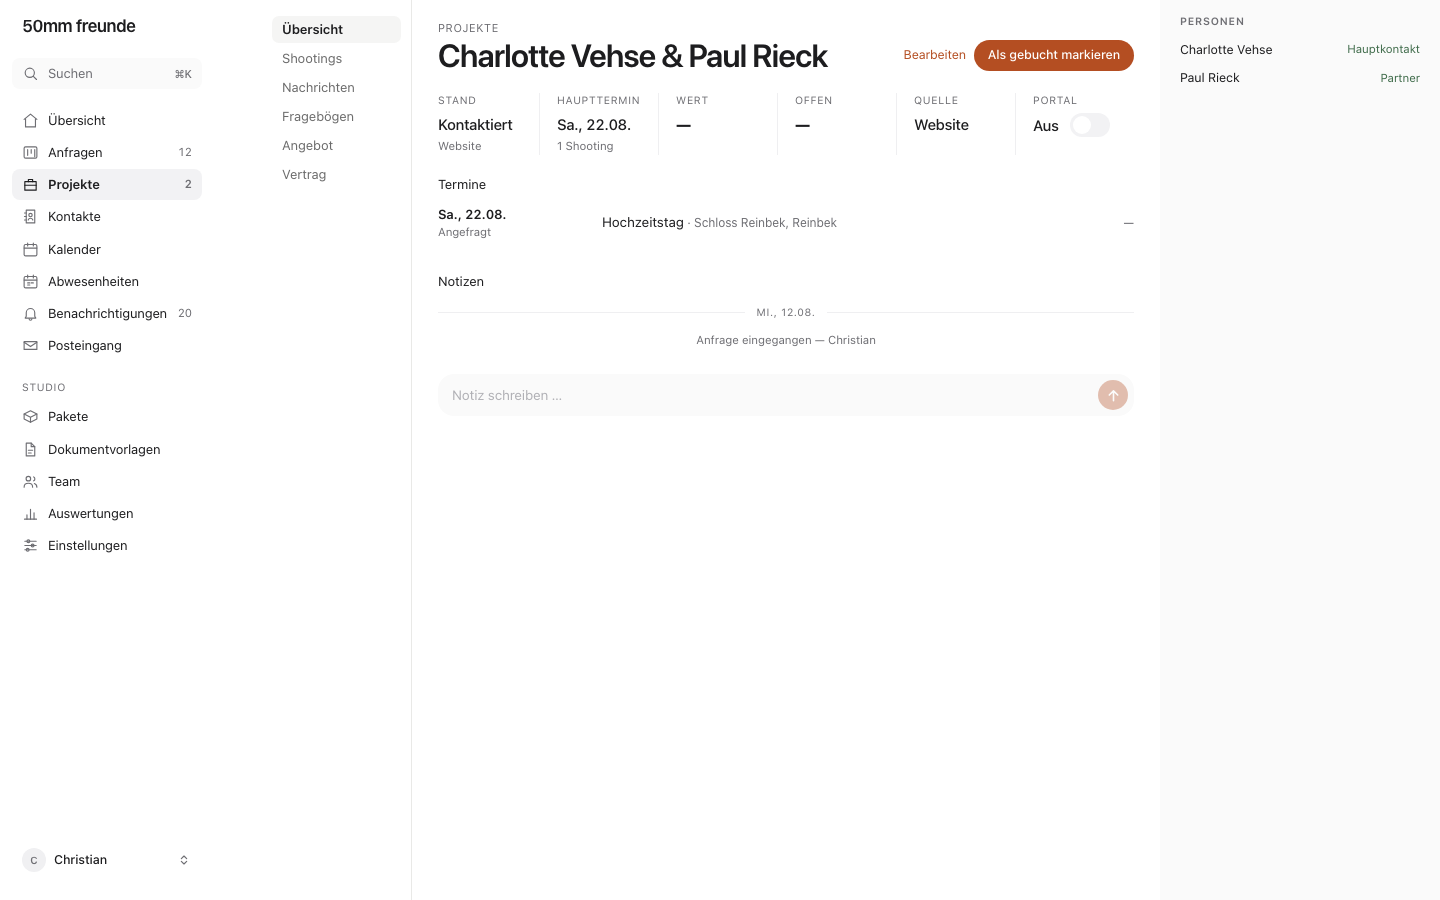 50mm freunde
Suchen ⌘K
Übersicht
Anfragen 12
Projekte 2
Kontakte
Kalender
Abwesenheiten
Benachrichtigungen 20
Posteingang
STUDIO
Pakete
Dokumentvorlagen
Team
Auswertungen
Einstellungen
C Christian
Übersicht
Shootings
Nachrichten
Fragebögen
Angebot
Vertrag
PROJEKTE
Charlotte Vehse & Paul Rieck
Bearbeiten
Als gebucht markieren
STAND
Kontaktiert
Website
HAUPTTERMIN
Sa., 22.08.
1 Shooting
WERT
—
OFFEN
—
QUELLE
Website
PORTAL
Aus
Termine
Sa., 22.08.
Angefragt
Hochzeitstag · Schloss Reinbek, Reinbek
—
Notizen
MI., 12.08.
Anfrage eingegangen — Christian
Notiz schreiben …
PERSONEN
Charlotte Vehse Hauptkontakt
Paul Rieck Partner